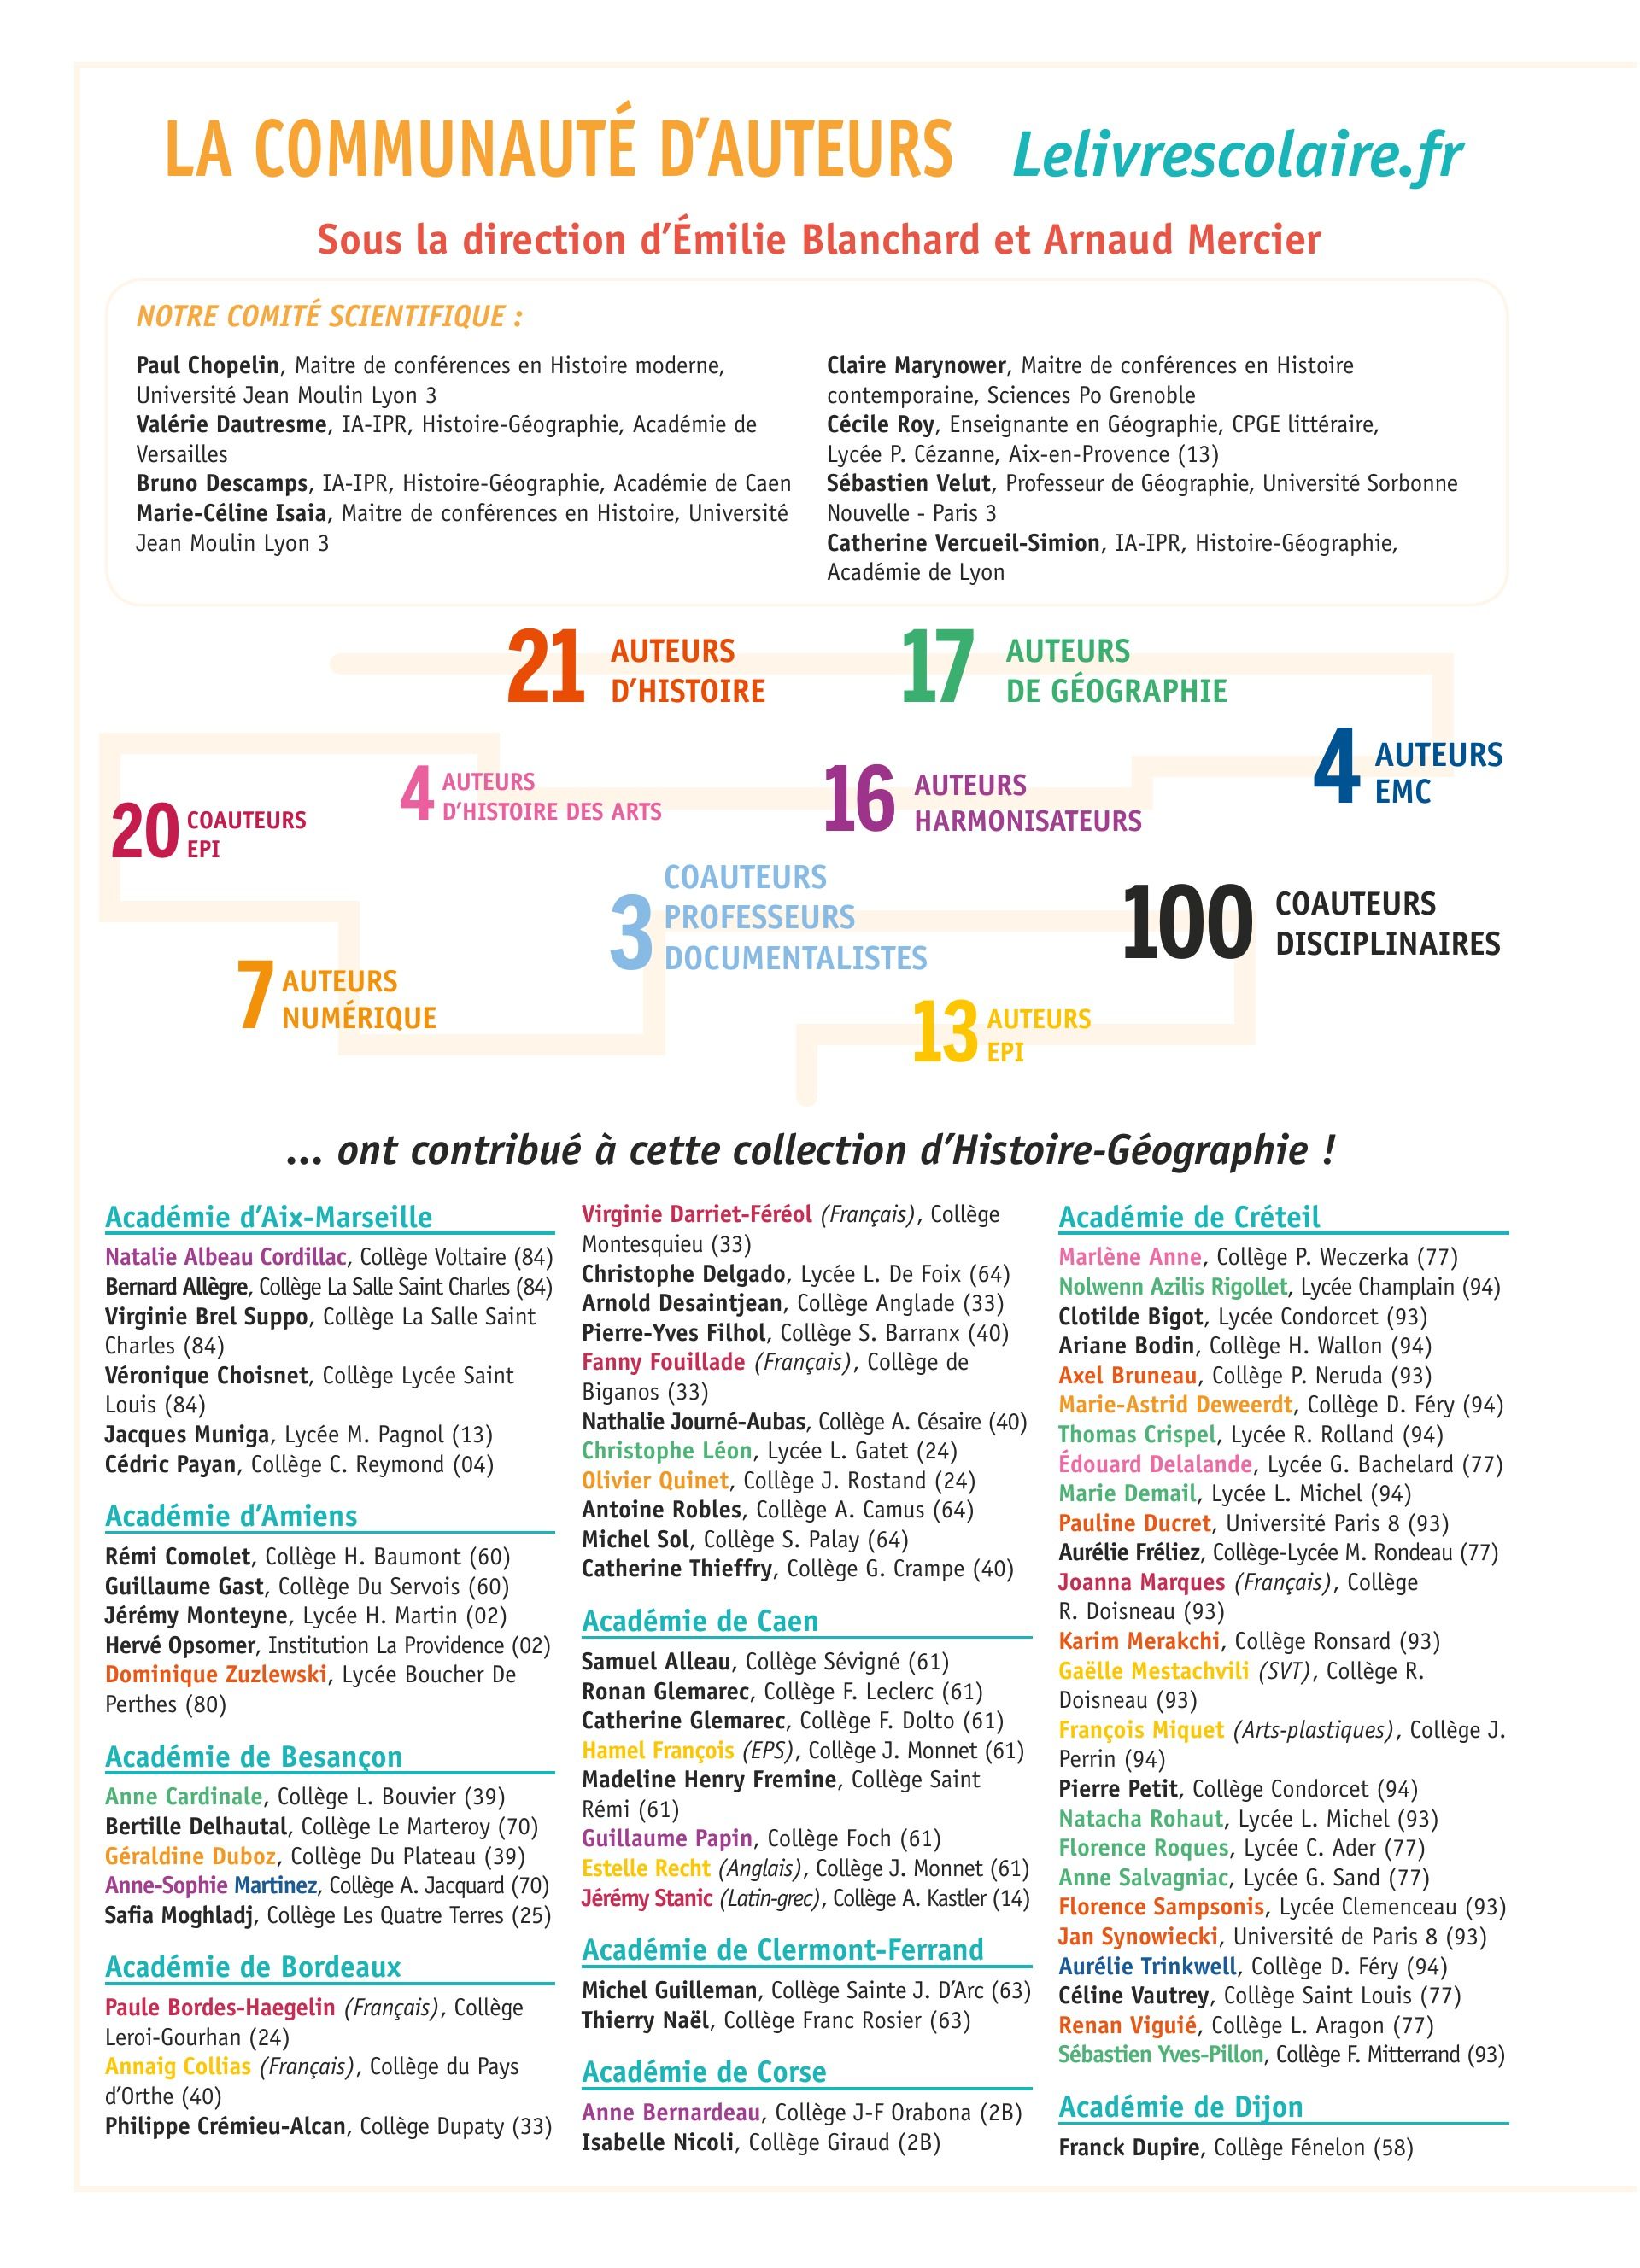 LA COMMUNAUTÉ D'AUTEURS Lelivrescolaire.fr
Sous la direction d'Émilie Blanchard et Arnaud Mercier
NOTRE COMITÉ SCIENTIFIQUE :
Paul Chopelin, Maitre de conférences en Histoire moderne,
Université Jean Moulin Lyon 3
Valérie Dautresme, IA-IPR, Histoire-Géographie, Académie de
Versailles
Bruno Descamps, IA-IPR, Histoire-Géographie, Académie de Caen
Marie-Céline Isaia, Maitre de conférences en Histoire, Université
Jean Moulin Lyon 3
Claire Marynower, Maitre de conférences en Histoire
contemporaine, Sciences Po Grenoble
Cécile Roy, Enseignante en Géographie, CPGE littéraire,
Lycée P. Cézanne, Aix-en-Provence (13)
Sébastien Velut, Professeur de Géographie, Université Sorbonne
Nouvelle - Paris 3
Catherine Vercueil-Simion, IA-IPR, Histoire-Géographie,
Académie de Lyon
21 AUTEURS
D'HISTOIRE
17 AUTEURS
DE GÉOGRAPHIE
4 AUTEURS
EMC
16 AUTEURS
HARMONISATEURS
4 AUTEURS
D'HISTOIRE DES ARTS
20 COAUTEURS
EPI
7 AUTEURS
NUMÉRIQUE
3 COAUTEURS
PROFESSEURS
DOCUMENTALISTES
100 COAUTEURS
DISCIPLINAIRES
13 AUTEURS
EPI
... ont contribué à cette collection d'Histoire-Géographie !
Académie d'Aix-Marseille
Natalie Albeau Cordillac, Collège Voltaire (84)
Bernard Allègre, Collège La Salle Saint Charles (84)
Virginie Brel Suppo, Collège La Salle Saint
Charles (84)
Véronique Choisnet, Collège Lycée Saint
Louis (84)
Jacques Muniga, Lycée M. Pagnol (13)
Cédric Payan, Collège C. Reymond (04)
Académie d'Amiens
Rémi Comolet, Collège H. Baumont (60)
Guillaume Gast, Collège Du Servois (60)
Jérémy Monteyne, Lycée H. Martin (02)
Hervé Opsomer, Institution La Providence (02)
Dominique Zuzlewski, Lycée Boucher De
Perthes (80)
Académie de Besançon
Anne Cardinale, Collège L. Bouvier (39)
Bertille Delhautal, Collège Le Marteroy (70)
Géraldine Duboz, Collège Du Plateau (39)
Anne-Sophie Martinez, Collège A. Jacquard (70)
Safia Moghladj, Collège Les Quatre Terres (25)
Académie de Bordeaux
Paule Bordes-Haegelin (Français), Collège
Leroi-Gourhan (24)
Annaig Collias (Français), Collège du Pays
d'Orthe (40)
Philippe Crémieu-Alcan, Collège Dupaty (33)
Virginie Darriet-Féréol (Français), Collège
Montesquieu (33)
Christophe Delgado, Lycée L. De Foix (64)
Arnold Desaintjean, Collège Anglade (33)
Pierre-Yves Filhol, Collège S. Barranx (40)
Fanny Fouillade (Français), Collège de
Biganos (33)
Nathalie Journé-Aubas, Collège A. Césaire (40)
Christophe Léon, Lycée L. Gatet (24)
Olivier Quinet, Collège J. Rostand (24)
Antoine Robles, Collège A. Camus (64)
Michel Sol, Collège S. Palay (64)
Catherine Thieffry, Collège G. Crampe (40)
Académie de Caen
Samuel Alleau, Collège Sévigné (61)
Ronan Glemarec, Collège F. Leclerc (61)
Catherine Glemarec, Collège F. Dolto (61)
Hamel François (EPS), Collège J. Monnet (61)
Madeline Henry Fremine, Collège Saint
Rémi (61)
Guillaume Papin, Collège Foch (61)
Estelle Recht (Anglais), Collège J. Monnet (61)
Jérémy Stanic (Latin-grec), Collège A. Kastler (14)
Académie de Clermont-Ferrand
Michel Guilleman, Collège Sainte J. D'Arc (63)
Thierry Naël, Collège Franc Rosier (63)
Académie de Corse
Anne Bernardeau, Collège J-F Orabona (2B)
Isabelle Nicoli, Collège Giraud (2B)
Académie de Créteil
Marlène Anne, Collège P. Weczerka (77)
Nolwenn Azilis Rigollet, Lycée Champlain (94)
Clotilde Bigot, Lycée Condorcet (93)
Ariane Bodin, Collège H. Wallon (94)
Axel Bruneau, Collège P. Neruda (93)
Marie-Astrid Deweerdt, Collège D. Féry (94)
Thomas Crispel, Lycée R. Rolland (94)
Édouard Delalande, Lycée G. Bachelard (77)
Marie Demail, Lycée L. Michel (94)
Pauline Ducret, Université Paris 8 (93)
Aurélie Fréliez, Collège-Lycée M. Rondeau (77)
Joanna Marques (Français), Collège
R. Doisneau (93)
Karim Merakchi, Collège Ronsard (93)
Gaëlle Mestachvili (SVT), Collège R.
Doisneau (93)
François Miquet (Arts-plastiques), Collège J.
Perrin (94)
Pierre Petit, Collège Condorcet (94)
Natacha Rohaut, Lycée L. Michel (93)
Florence Roques, Lycée C. Ader (77)
Anne Salvagniac, Lycée G. Sand (77)
Florence Sampsonis, Lycée Clemenceau (93)
Jan Synowiecki, Université de Paris 8 (93)
Aurélie Trinkwell, Collège D. Féry (94)
Céline Vautrey, Collège Saint Louis (77)
Renan Viguié, Collège L. Aragon (77)
Sébastien Yves-Pillon, Collège F. Mitterrand (93)
Académie de Dijon
Franck Dupire, Collège Fénelon (58)